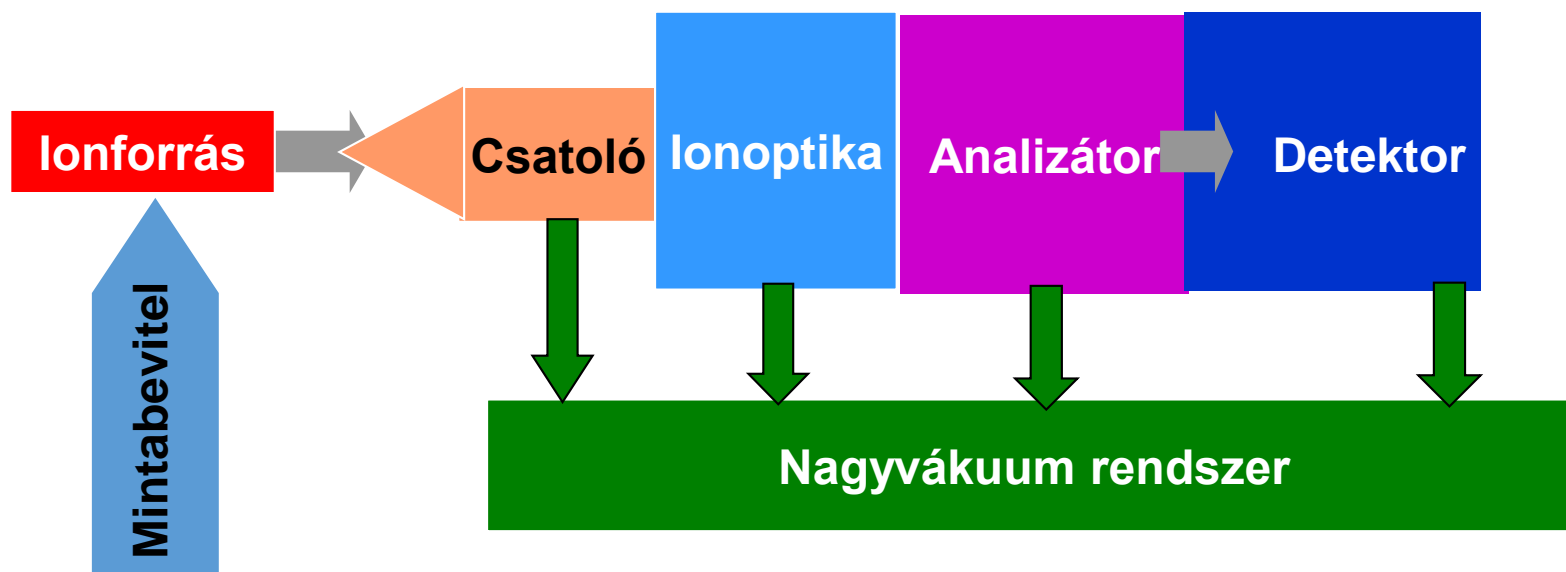 Ionforrás
Csatoló
Ionoptika
Analizátor
Detektor
Mintabevitel
Nagyvákuum rendszer